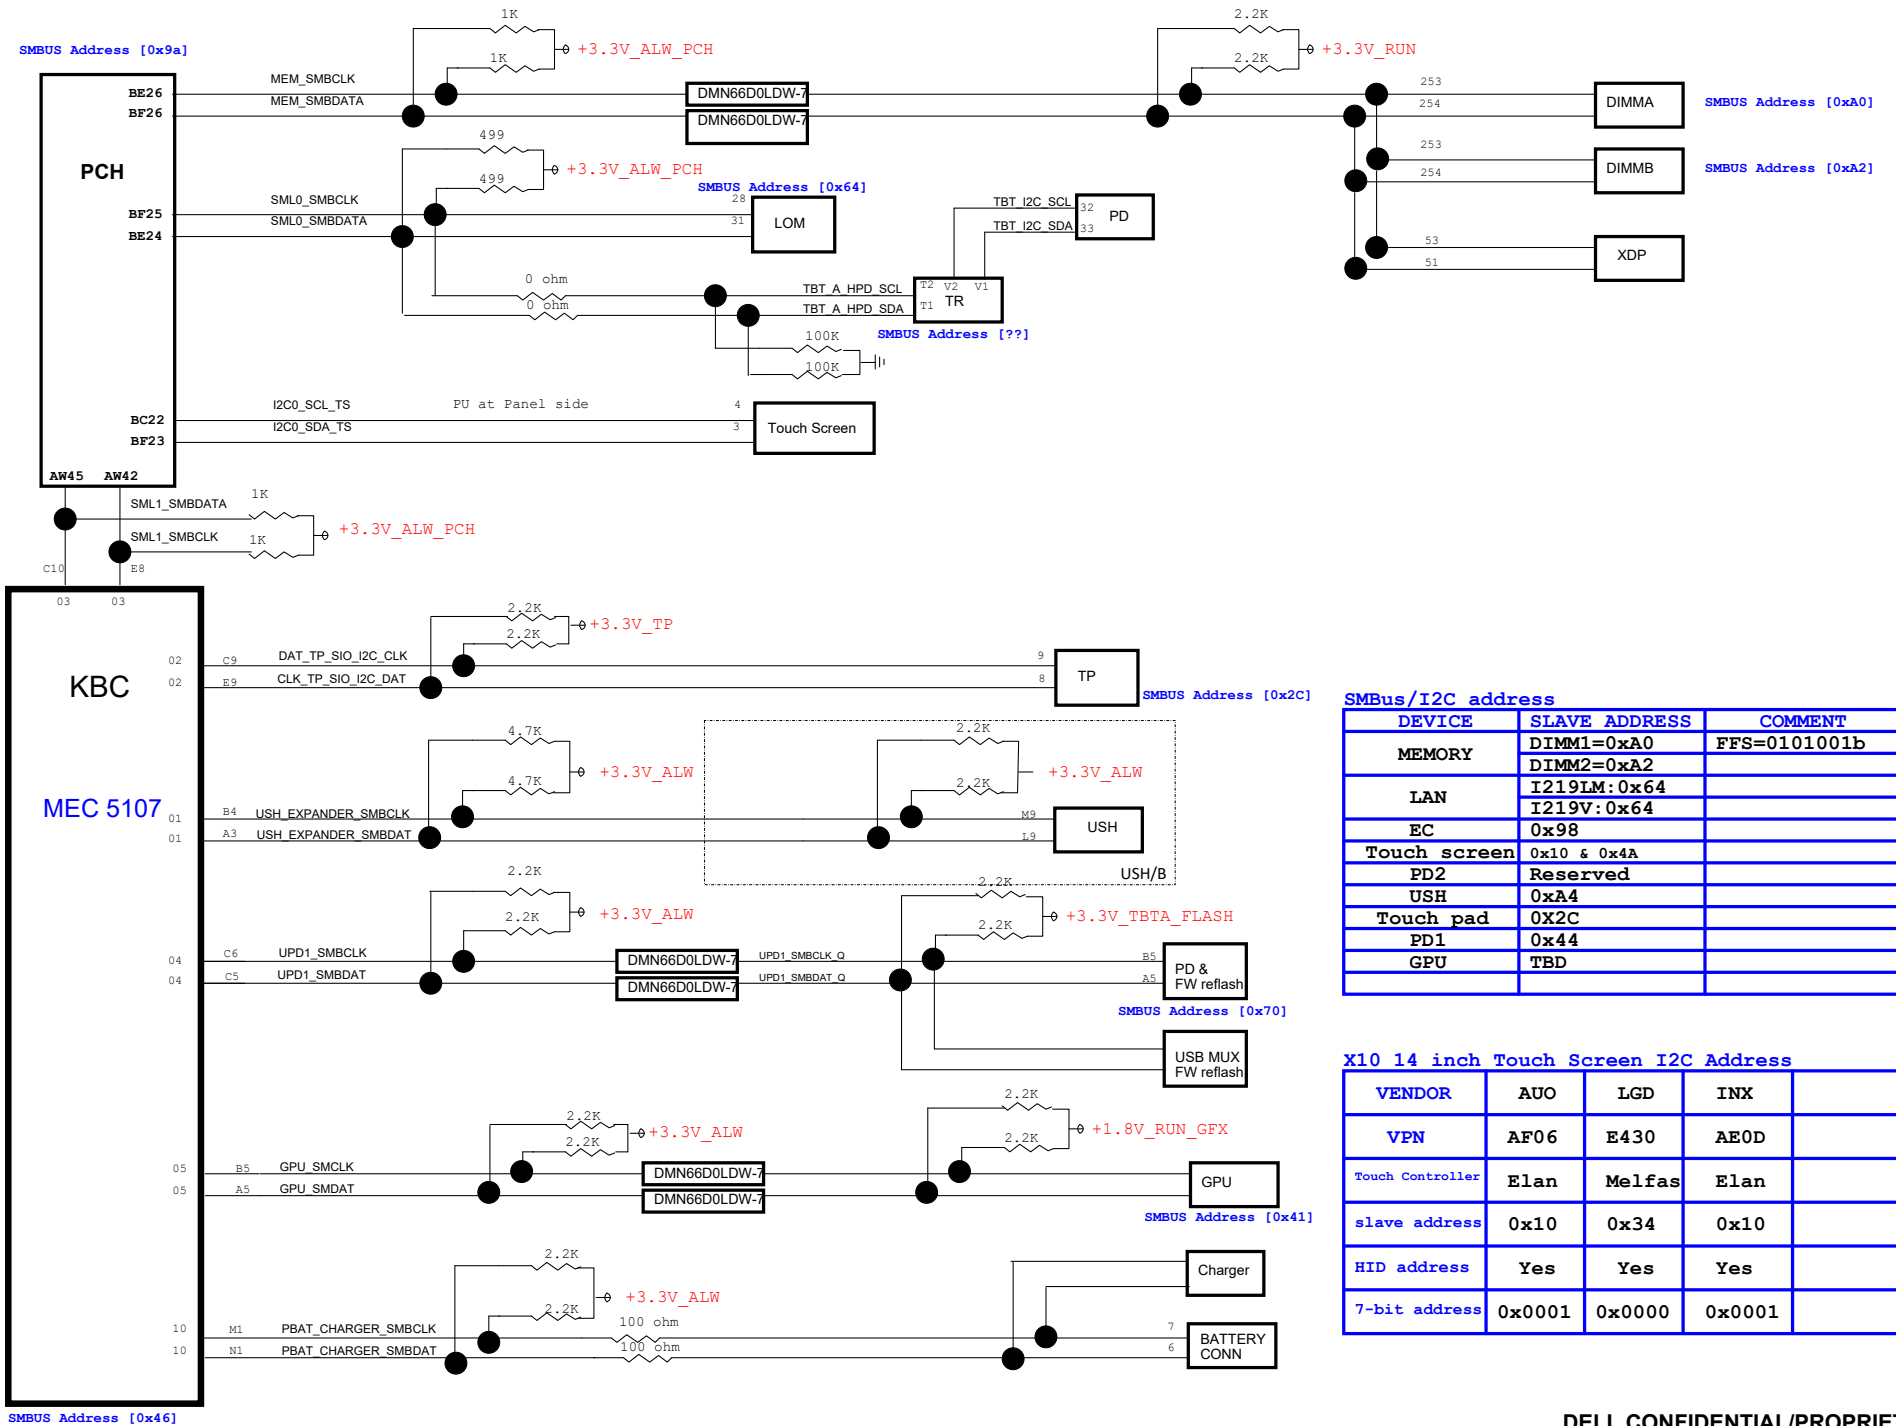 SMBUS Address [0x9a]
1K
1K
+3.3V_ALW_PCH
2.2K
2.2K
+3.3V_RUN
PCH
BE26
BF26
MEM_SMBCLK
MEM_SMBDATA
DMN66D0LDW-7
DMN66D0LDW-7
253
254
DIMMA
SMBUS Address [0xA0]
253
254
DIMMB
SMBUS Address [0xA2]
53
51
XDP
499
499
+3.3V_ALW_PCH
BF25
BE24
SML0_SMBCLK
SML0_SMBDATA
SMBUS Address [0x64]
28
31
LOM
TBT_I2C_SCL
TBT_I2C_SDA
32
33
PD
0 ohm
0 ohm
TBT_A_HPD_SCL
TBT_A_HPD_SDA
T2 V2 V1
T1
TR
SMBUS Address [??]
100K
100K
BC22
BF23
I2C0_SCL_TS
I2C0_SDA_TS
PU at Panel side
4
3
Touch Screen
AW45 AW42
SML1_SMBDATA
SML1_SMBCLK
1K
1K
+3.3V_ALW_PCH
C10
E8
03
03
KBC
MEC 5107
2.2K
2.2K
+3.3V_TP
02
02
C9
E9
DAT_TP_SIO_I2C_CLK
CLK_TP_SIO_I2C_DAT
9
8
TP
SMBUS Address [0x2C]
4.7K
4.7K
+3.3V_ALW
2.2K
2.2K
+3.3V_ALW
01
01
B4
A3
USH_EXPANDER_SMBCLK
USH_EXPANDER_SMBDAT
M9
L9
USH
USH/B
2.2K
2.2K
+3.3V_ALW
2.2K
2.2K
+3.3V_TBTA_FLASH
04
04
C6
C5
UPD1_SMBCLK
UPD1_SMBDAT
DMN66D0LDW-7
DMN66D0LDW-7
UPD1_SMBCLK_Q
UPD1_SMBDAT_Q
B5
A5
PD &
FW reflash
SMBUS Address [0x70]
USB MUX
FW reflash
2.2K
2.2K
+3.3V_ALW
2.2K
2.2K
+1.8V_RUN_GFX
05
05
B5
A5
GPU_SMCLK
GPU_SMDAT
DMN66D0LDW-7
DMN66D0LDW-7
GPU
SMBUS Address [0x41]
2.2K
2.2K
+3.3V_ALW
Charger
10
10
M1
N1
PBAT_CHARGER_SMBCLK
PBAT_CHARGER_SMBDAT
100 ohm
100 ohm
7
6
BATTERY
CONN
SMBUS Address [0x46]
SMBus/I2C address
DEVICE SLAVE ADDRESS COMMENT
MEMORY DIMM1=0xA0 FFS=0101001b
DIMM2=0xA2
LAN I219LM:0x64
I219V:0x64
EC 0x98
Touch screen 0x10 & 0x4A
PD2 Reserved
USH 0xA4
Touch pad 0X2C
PD1 0x44
GPU TBD
X10 14 inch Touch Screen I2C Address
VENDOR AUO LGD INX
VPN AF06 E430 AE0D
Touch Controller Elan Melfas Elan
slave address 0x10 0x34 0x10
HID address Yes Yes Yes
7-bit address 0x0001 0x0000 0x0001
DELL CONFIDENTIAL/PROPRIET